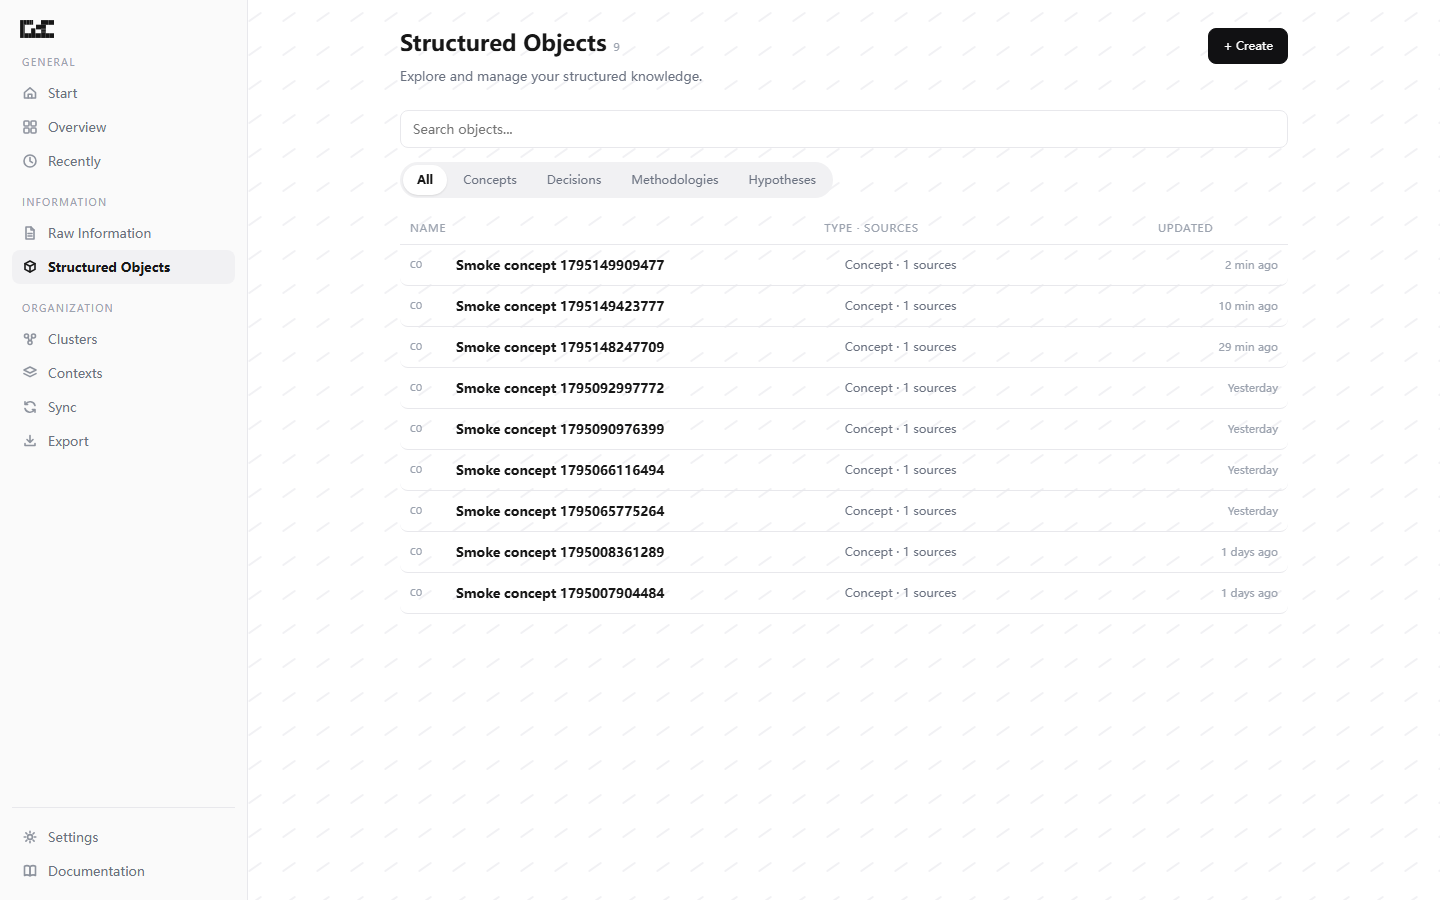 GENERAL
Start
Overview
Recently
INFORMATION
Raw Information
Structured Objects
ORGANIZATION
Clusters
Contexts
Sync
Export
Settings
Documentation
Structured Objects 9
+ Create
Explore and manage your structured knowledge.
Search objects...
All Concepts Decisions Methodologies Hypotheses
NAME TYPE · SOURCES UPDATED
CO Smoke concept 1795149909477 Concept · 1 sources 2 min ago
CO Smoke concept 1795149423777 Concept · 1 sources 10 min ago
CO Smoke concept 1795148247709 Concept · 1 sources 29 min ago
CO Smoke concept 1795092997772 Concept · 1 sources Yesterday
CO Smoke concept 1795090976399 Concept · 1 sources Yesterday
CO Smoke concept 1795066116494 Concept · 1 sources Yesterday
CO Smoke concept 1795065775264 Concept · 1 sources Yesterday
CO Smoke concept 1795008361289 Concept · 1 sources 1 days ago
CO Smoke concept 1795007904484 Concept · 1 sources 1 days ago